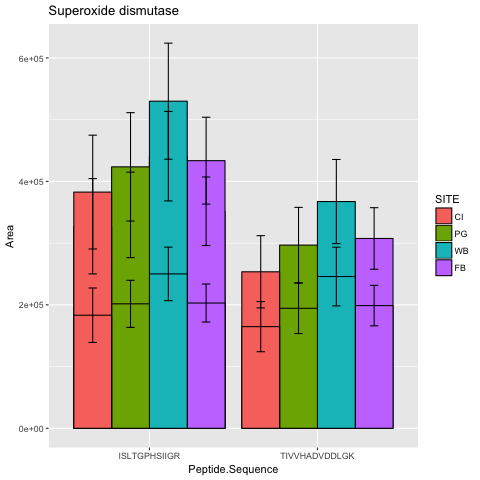 Superoxide dismutase
6e+05
4e+05
2e+05
0e+00
Area
ISLTGPHSIIGR
TIVVHADVDDLGK
Peptide.Sequence
SITE
CI
PG
WB
FB